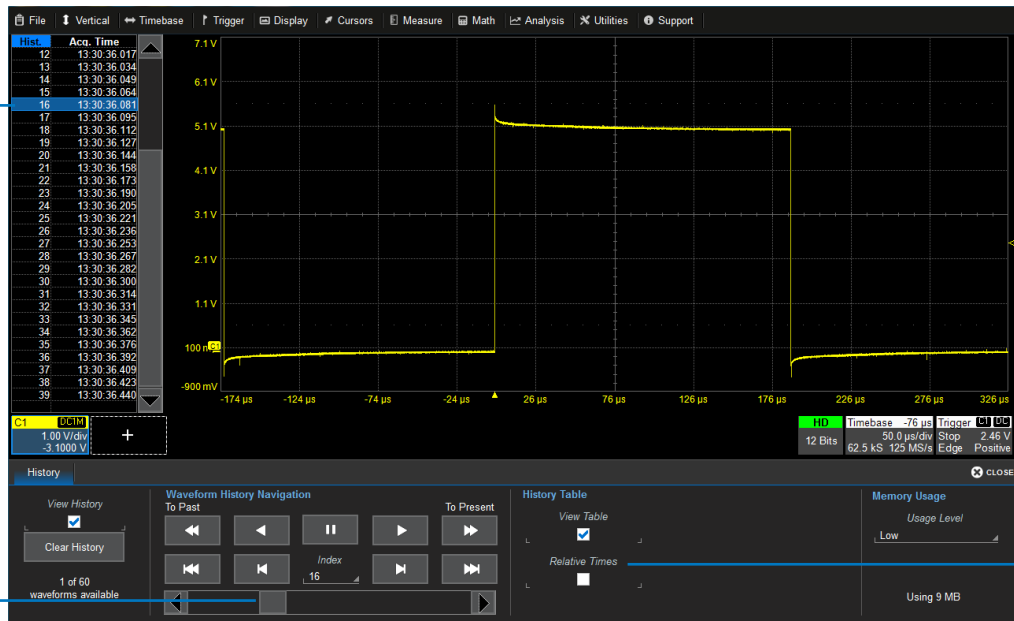 File Vertical Timebase Trigger Display Cursors Measure Math Analysis Utilities Support
Hist. Acq. Time
12 13:30:36.017
13 13:30:36.034
14 13:30:36.049
15 13:30:36.064
16 13:30:36.081
17 13:30:36.095
18 13:30:36.112
19 13:30:36.127
20 13:30:36.144
21 13:30:36.158
22 13:30:36.173
23 13:30:36.190
24 13:30:36.205
25 13:30:36.221
26 13:30:36.236
27 13:30:36.253
28 13:30:36.267
29 13:30:36.282
30 13:30:36.300
31 13:30:36.314
32 13:30:36.331
33 13:30:36.345
34 13:30:36.362
35 13:30:36.376
36 13:30:36.392
37 13:30:36.409
38 13:30:36.423
39 13:30:36.440
7.1 V
6.1 V
5.1 V
4.1 V
3.1 V
2.1 V
1.1 V
100 m C1
-900 mV
-174 µs -124 µs -74 µs -24 µs 26 µs 76 µs 126 µs 176 µs 226 µs 276 µs 326 µs
C1 DC1M
1.00 V/div
-3.1000 V
+
HD
12 Bits
Timebase -76 µs
50.0 µs/div
62.5 kS 125 MS/s
Trigger C1 DC
Stop 2.46 V
Edge Positive
History
CLOSE
View History
Clear History
1 of 60
waveforms available
Waveform History Navigation
To Past To Present
Index
16
History Table
View Table
Relative Times
Memory Usage
Usage Level
Low
Using 9 MB